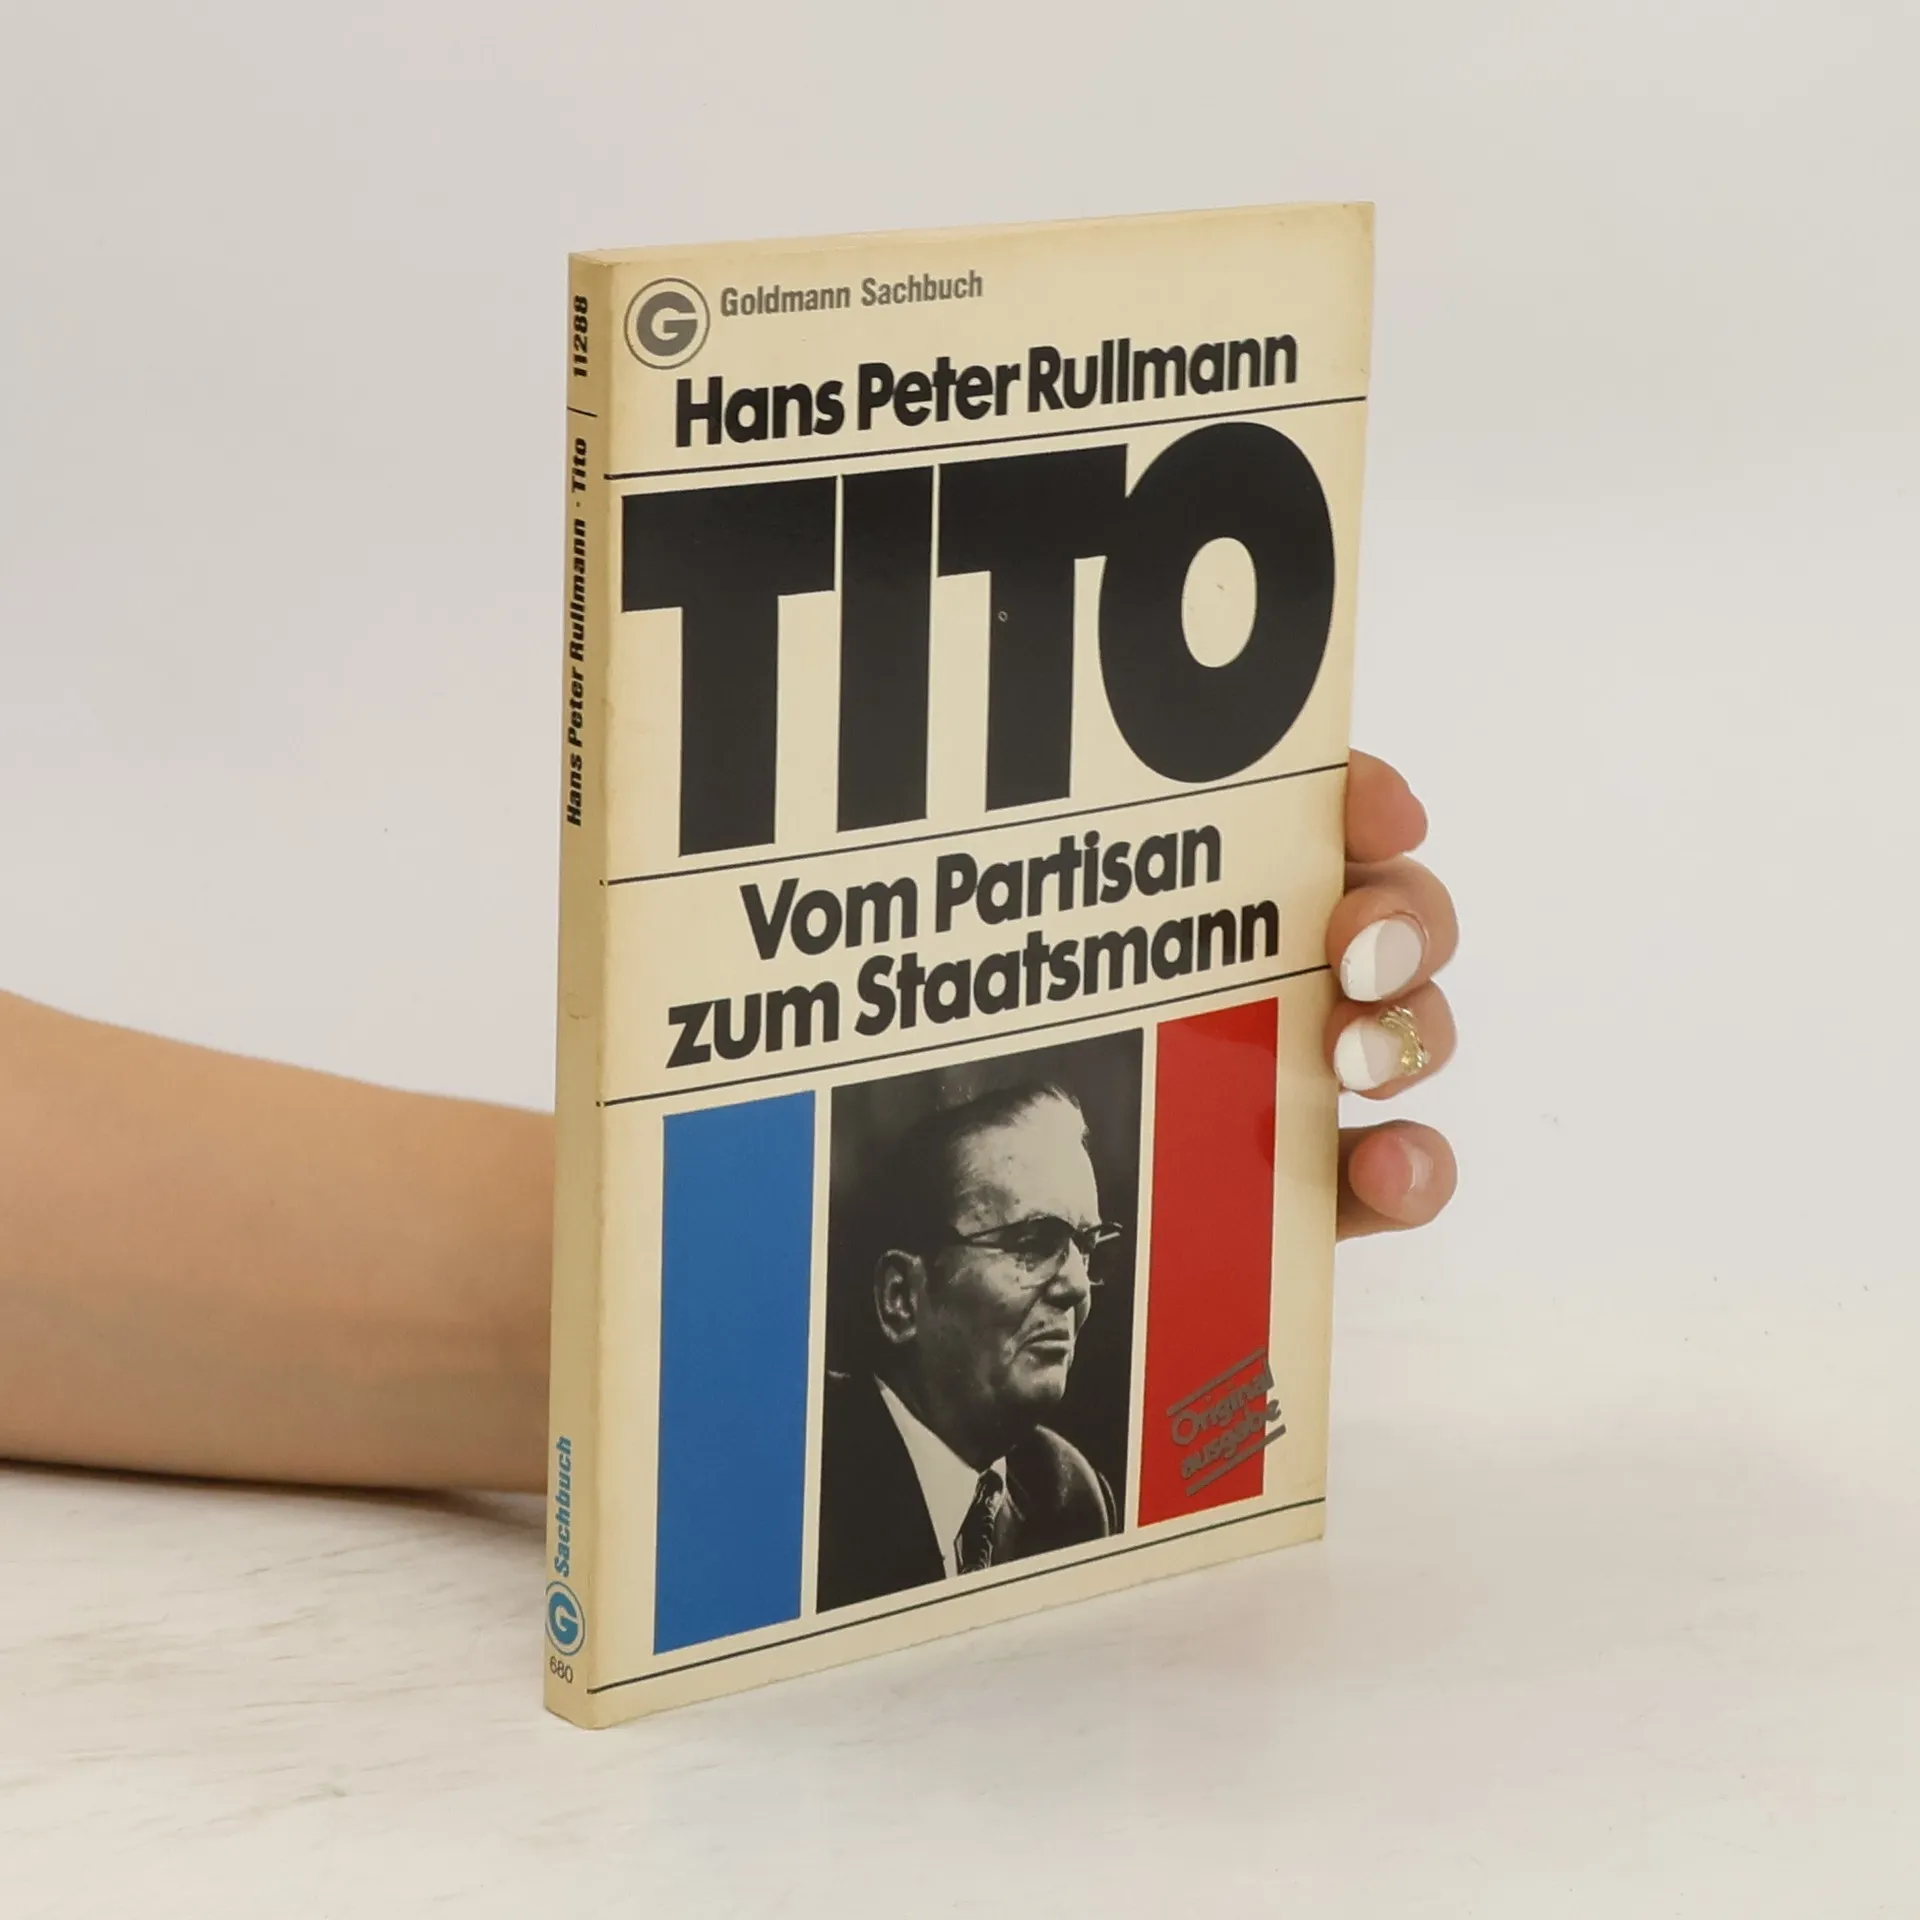 G Goldmann Sachbuch
Hans Peter Rullmann
TITO
Vom Partisan
zum Staatsmann
Original
ausgabe
Hans Peter Rullmann · Tito | 11288
G Sachbuch
680